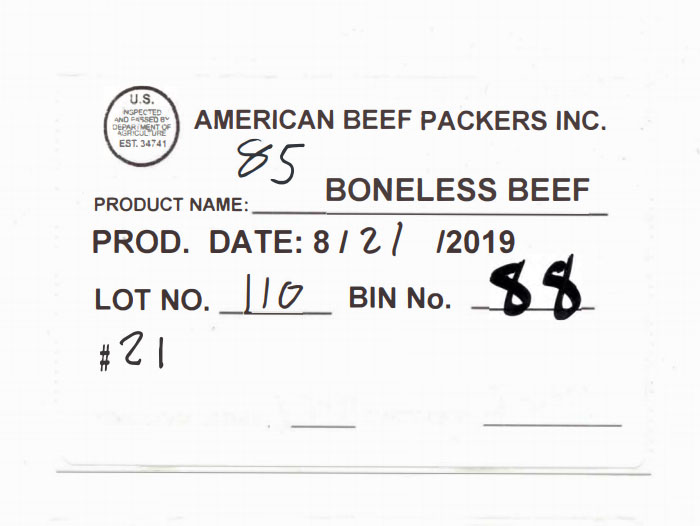 U.S.
INSPECTED
AND PASSED BY
DEPARTMENT OF
AGRICULTURE
EST. 34741
AMERICAN BEEF PACKERS INC.
85
PRODUCT NAME: BONELESS BEEF
PROD. DATE: 8 / 21 /2019
LOT NO. 110 BIN No. 88
#21